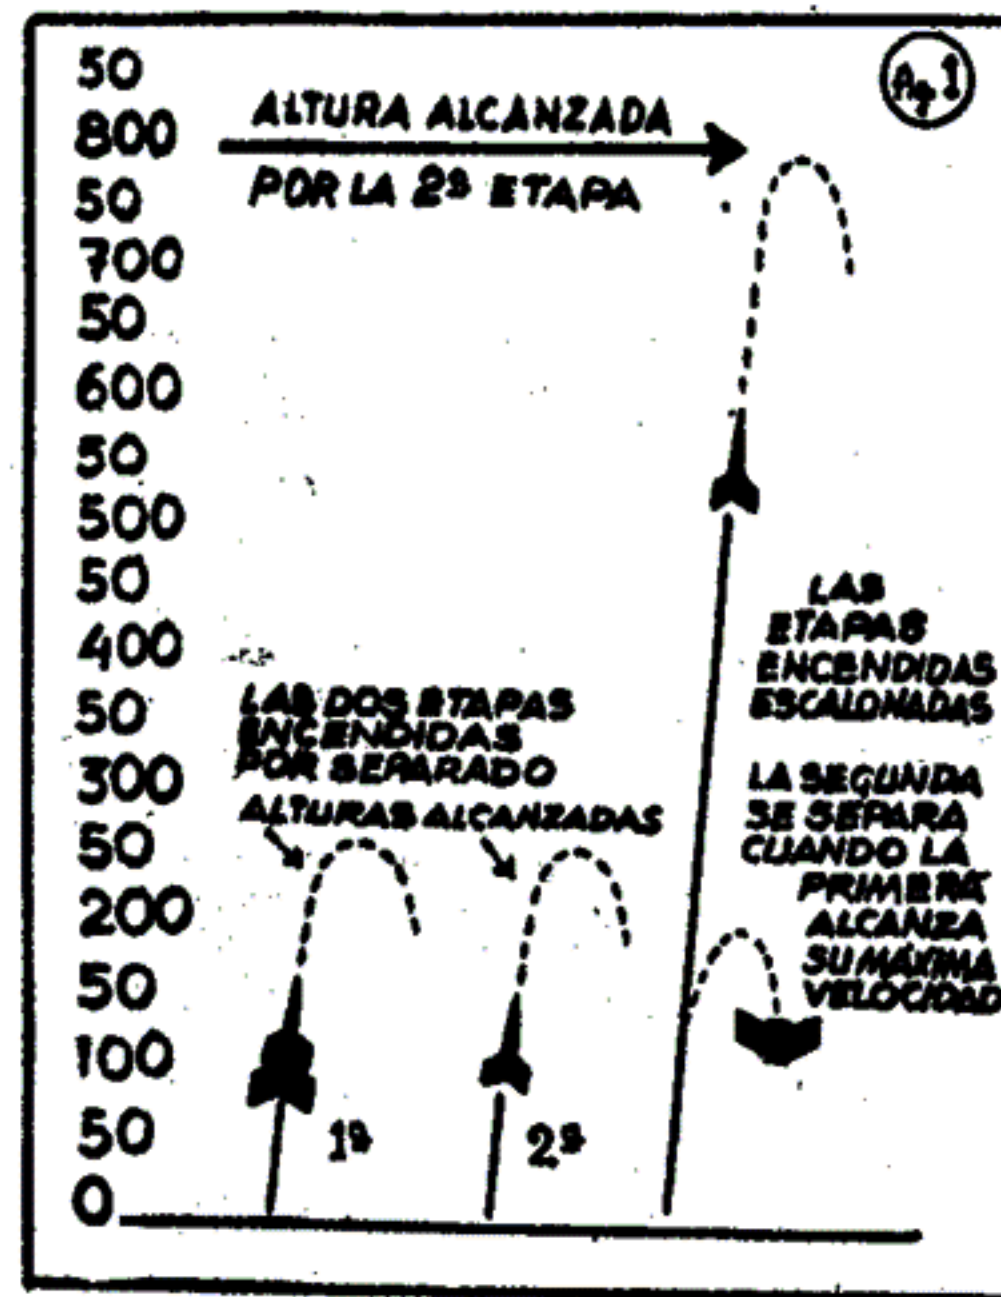 Fig 1
50
800
50
700
50
600
50
500
50
400
50
300
50
200
50
100
50
0
ALTURA ALCANZADA
POR LA 2ª ETAPA
LAS DOS ETAPAS
ENCENDIDAS
POR SEPARADO
ALTURAS ALCANZADAS
1ª
2ª
LAS
ETAPAS
ENCENDIDAS
ESCALONADAS
LA SEGUNDA
SE SEPARA
CUANDO LA
PRIMERA
ALCANZA
SU MÁXIMA
VELOCIDAD